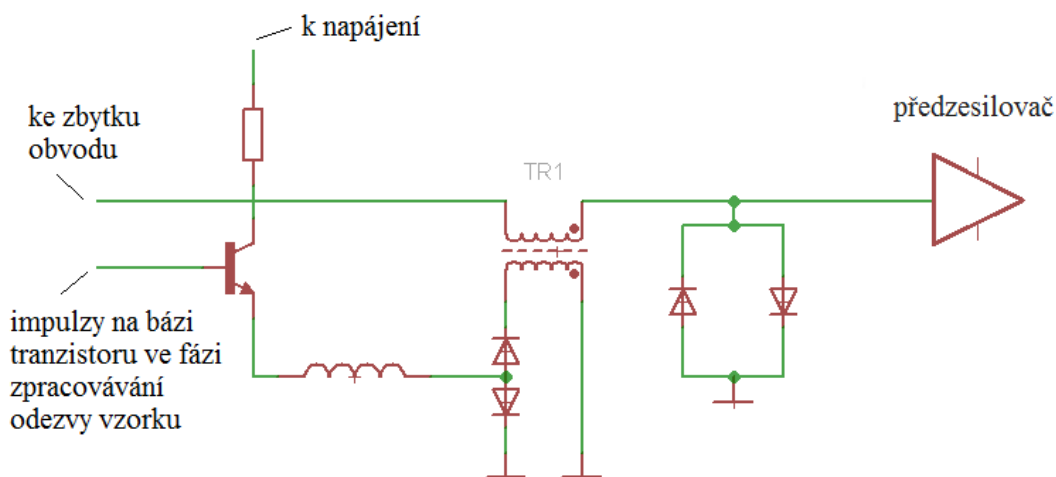 k napájení
ke zbytku
obvodu
předzesilovač
TR1
impulzy na bázi
tranzistoru ve fázi
zpracovávání
odezvy vzorku